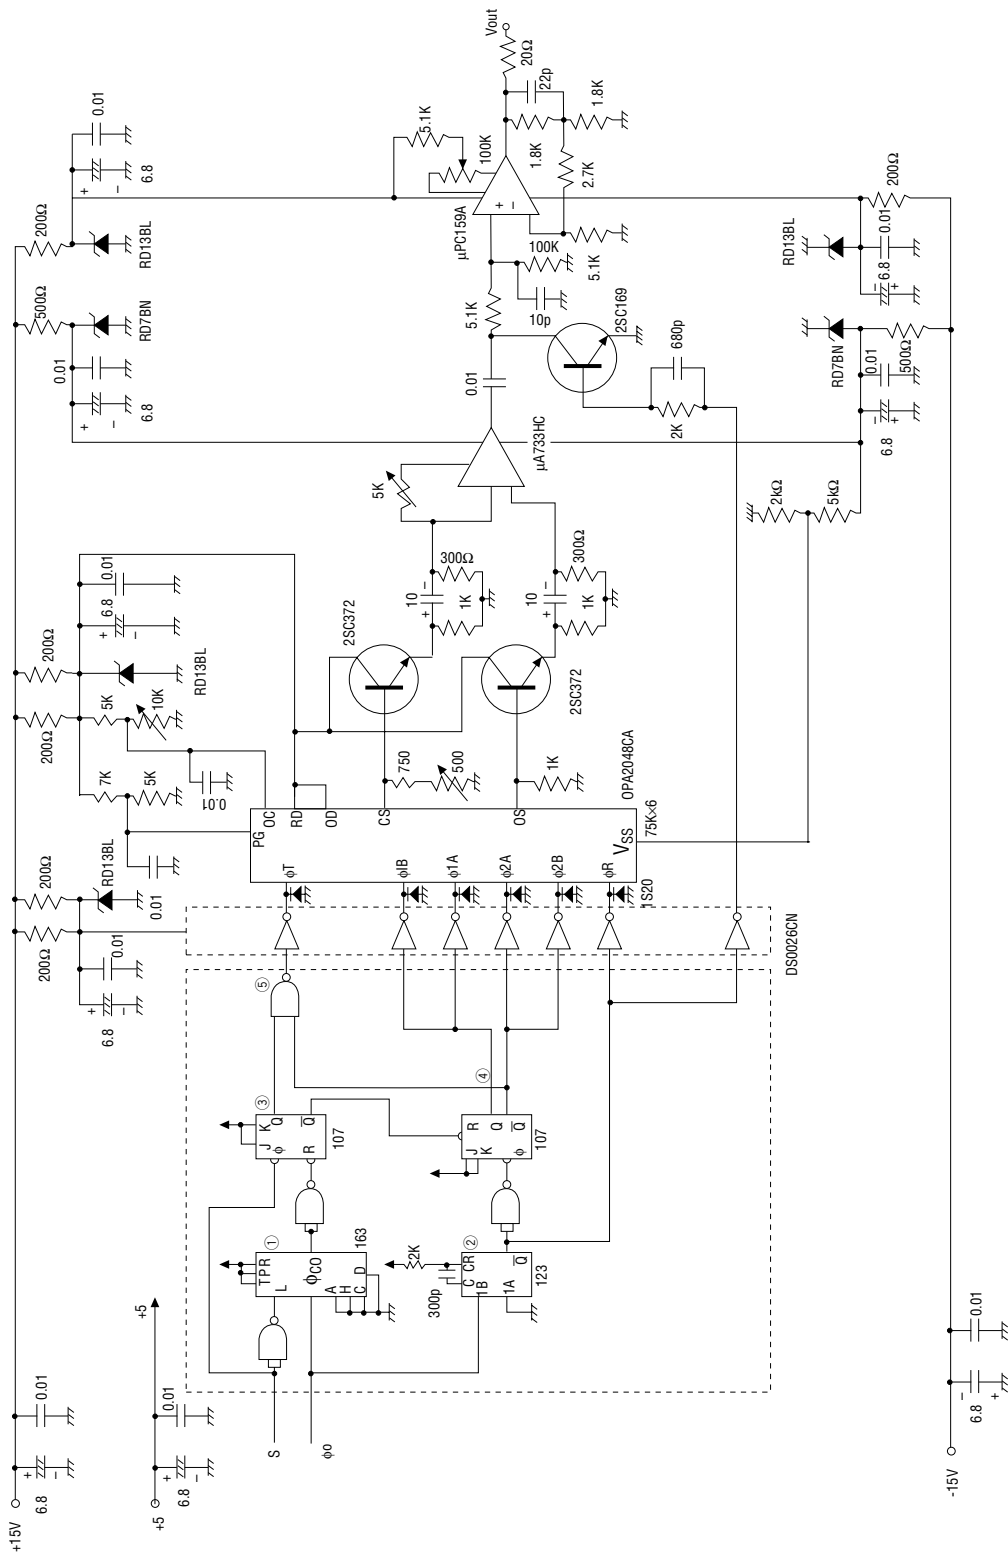 +15V
6.8
+
−
0.01
+5
6.8
+
−
0.01
+5
S
φ0
①
T P R
L
φCO
A
H
C
D
163
300p
2K
②
C
CR
1B
1A
Q
123
③
J
K
φ
Q
R
Q
107
④
J
K
R
φ
Q
Q
107
⑤
6.8
+
−
0.01
200Ω
200Ω
RD13BL
0.01
DS0026CN
1S20
PG
φT
φIB
φ1A
φ2A
φ2B
φR
OC
RD
OD
CS
OS
VSS
OPA2048CA
75K×6
7K
5K
0.01
5K
10K
200Ω
200Ω
RD13BL
6.8
+
−
0.01
750
500
1K
2SC372
2SC372
10
+
−
1K
300Ω
10
+
−
1K
300Ω
5K
μA733HC
0.01
2SC169
2K
680p
5.1K
10p
100K
5.1K
μPC159A
+
−
5.1K
100K
1.8K
2.7K
22p
1.8K
20Ω
Vout
500Ω
RD7BN
0.01
6.8
+
−
200Ω
RD13BL
0.01
6.8
+
−
2kΩ
5kΩ
RD7BN
500Ω
0.01
6.8
−
+
RD13BL
200Ω
0.01
6.8
−
+
-15V
6.8
−
+
0.01